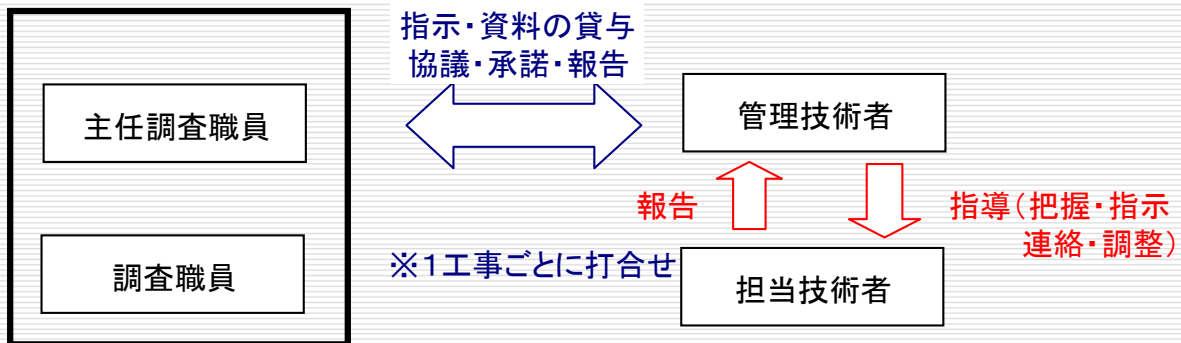 指示・資料の貸与
協議・承諾・報告
主任調査職員
管理技術者
報告
指導（把握・指示
連絡・調整）
※1工事ごとに打合せ
調査職員
担当技術者